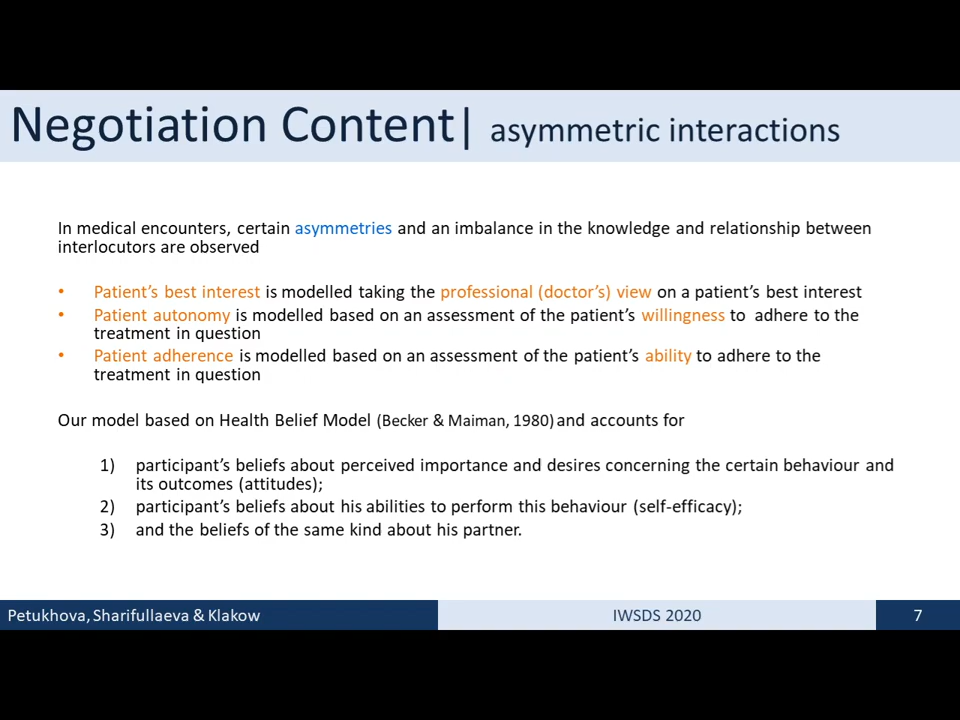 Negotiation Content| asymmetric interactions
In medical encounters, certain asymmetries and an imbalance in the knowledge and relationship between
interlocutors are observed
• Patient's best interest is modelled taking the professional (doctor's) view on a patient's best interest
• Patient autonomy is modelled based on an assessment of the patient's willingness to adhere to the
treatment in question
• Patient adherence is modelled based on an assessment of the patient's ability to adhere to the
treatment in question
Our model based on Health Belief Model (Becker & Maiman, 1980) and accounts for
1) participant's beliefs about perceived importance and desires concerning the certain behaviour and
its outcomes (attitudes);
2) participant's beliefs about his abilities to perform this behaviour (self-efficacy);
3) and the beliefs of the same kind about his partner.
Petukhova, Sharifullaeva & Klakow IWSDS 2020 7